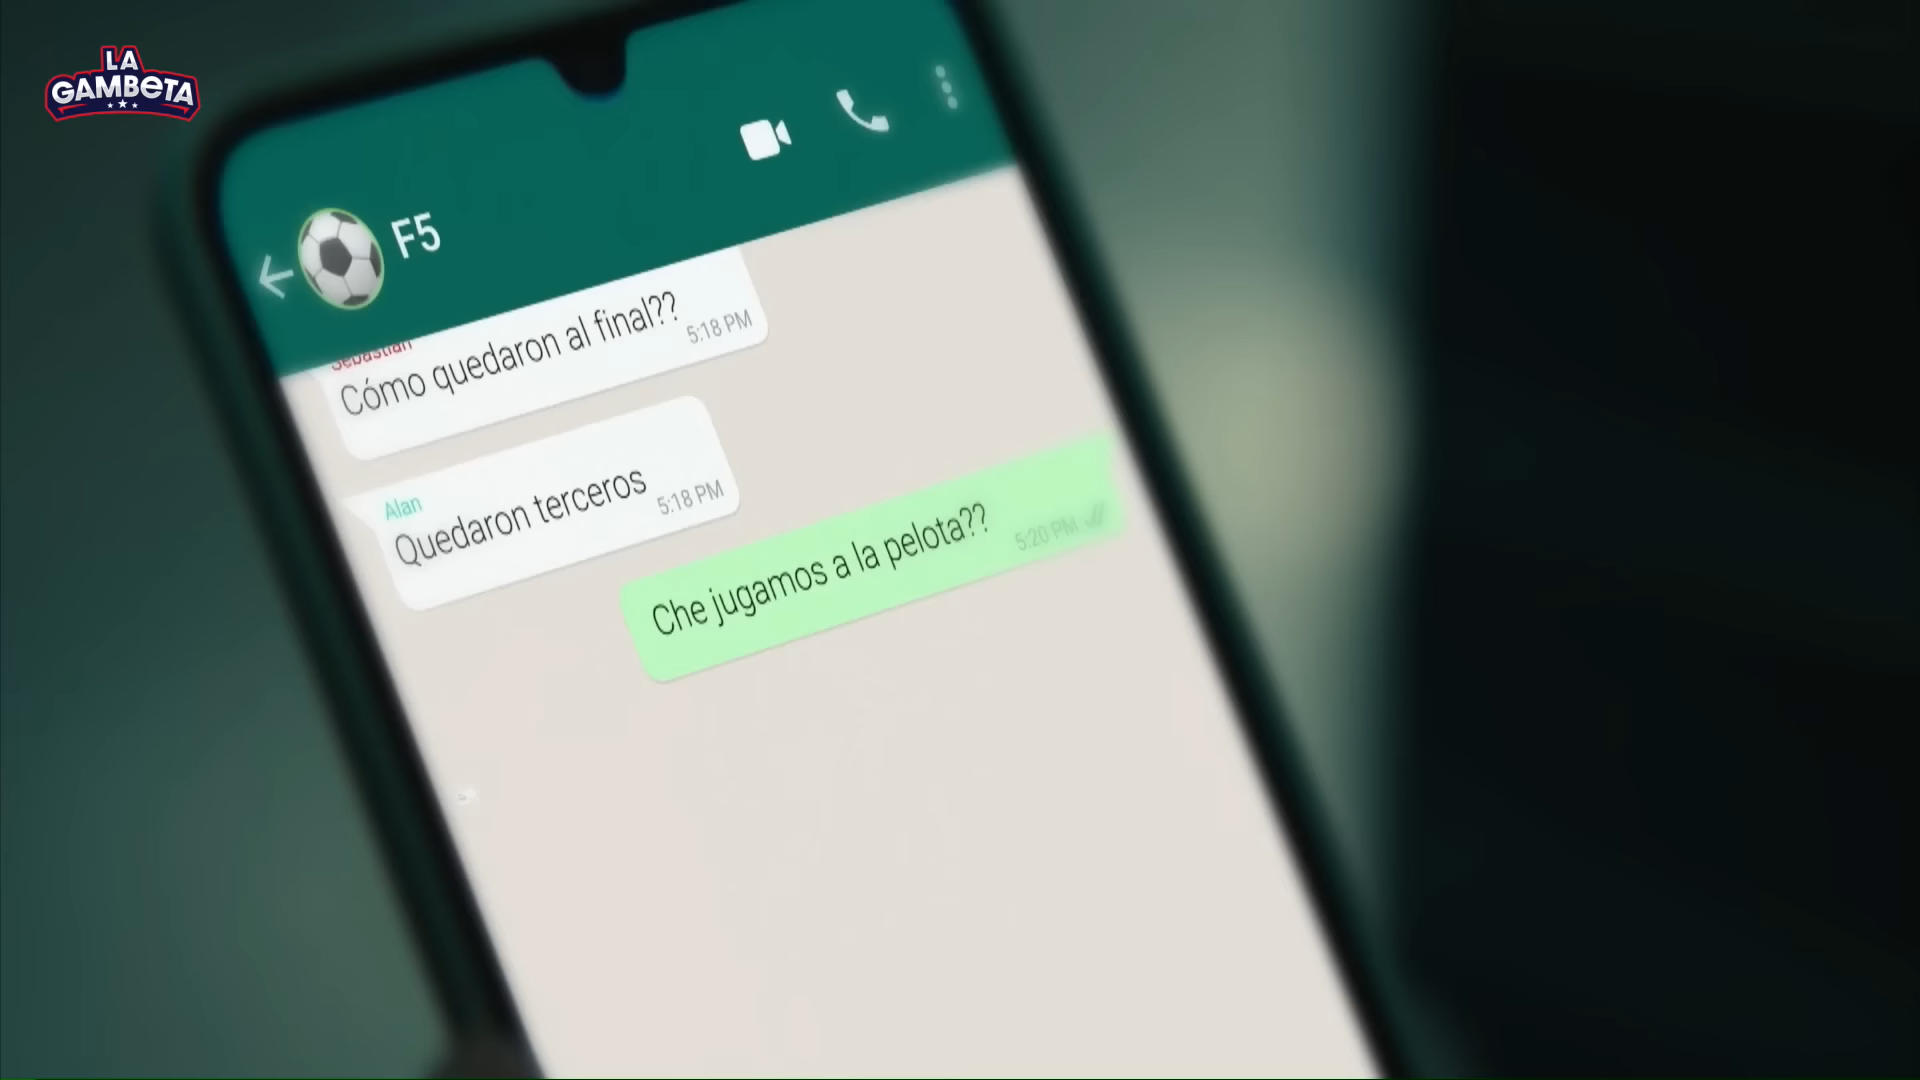 LA
GAMBETA
F5
Sebastian
Cómo quedaron al final??
5:18 PM
Alan
Quedaron terceros
5:18 PM
Che jugamos a la pelota??
5:20 PM